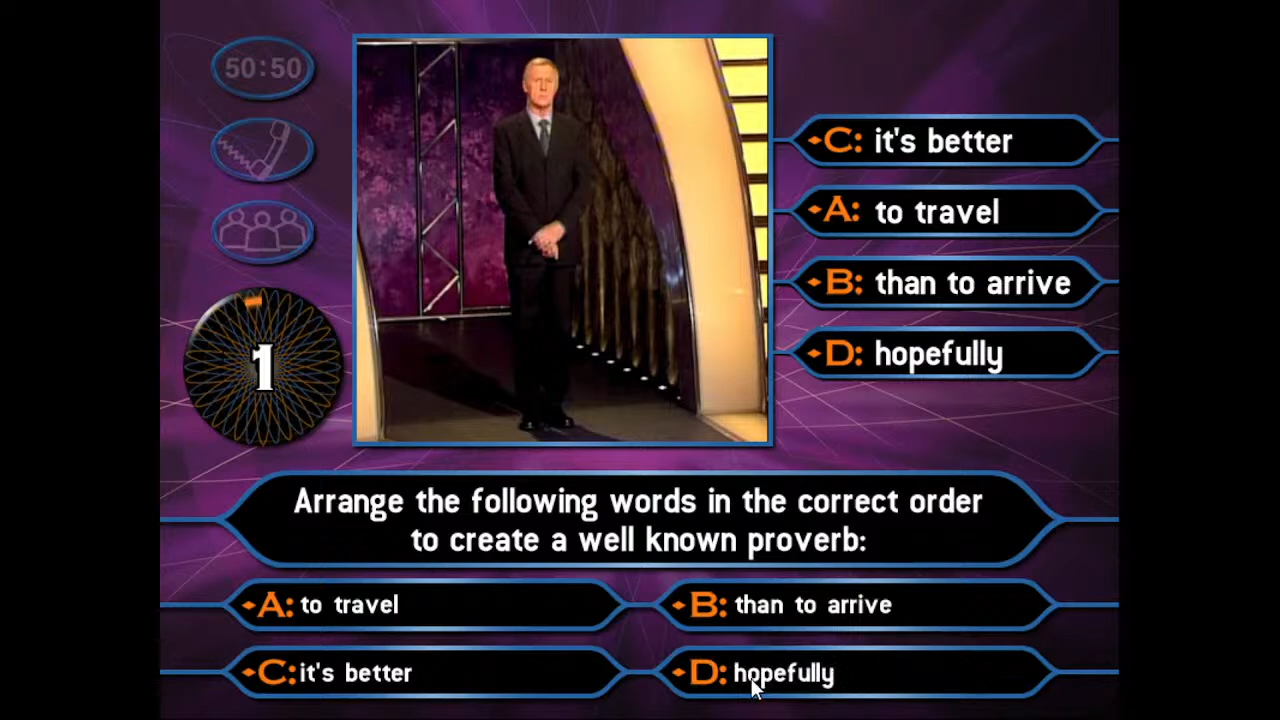 50:50
1
C: it's better
A: to travel
B: than to arrive
D: hopefully
Arrange the following words in the correct order
to create a well known proverb:
A: to travel
B: than to arrive
C: it's better
D: hopefully